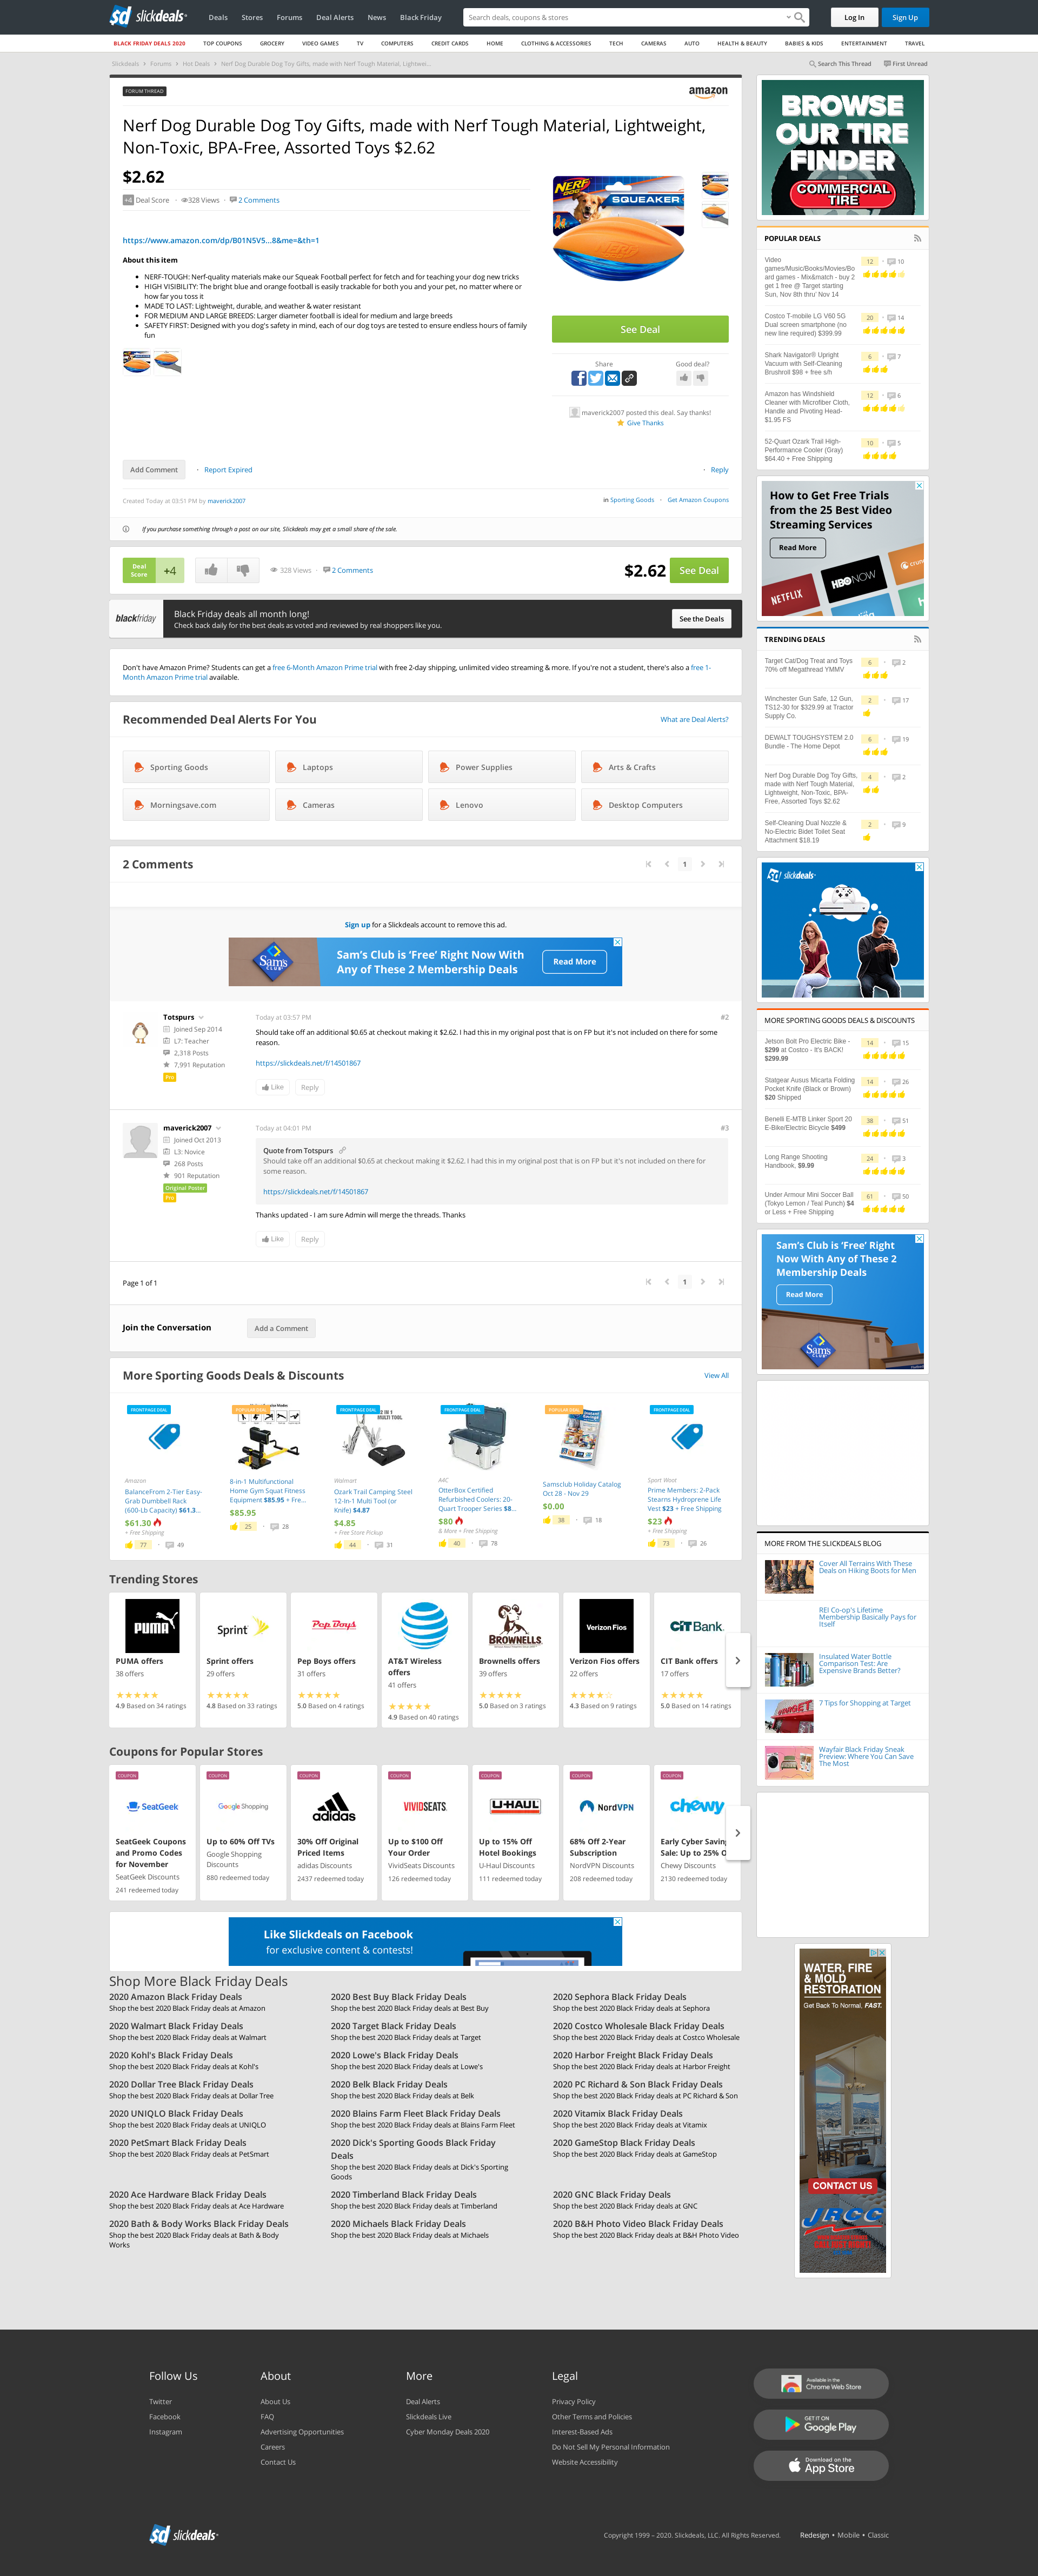 slickdeals
Deals
Stores
Forums
Deal Alerts
News
Black Friday
Search deals, coupons & stores
Log In
Sign Up
BLACK FRIDAY DEALS 2020
TOP COUPONS
GROCERY
VIDEO GAMES
TV
COMPUTERS
CREDIT CARDS
HOME
CLOTHING & ACCESSORIES
TECH
CAMERAS
AUTO
HEALTH & BEAUTY
BABIES & KIDS
ENTERTAINMENT
TRAVEL
Slickdeals > Forums > Hot Deals > Nerf Dog Durable Dog Toy Gifts, made with Nerf Tough Material, Lightwei...
Search This Thread
First Unread
FORUM THREAD
amazon
Nerf Dog Durable Dog Toy Gifts, made with Nerf Tough Material, Lightweight,
Non-Toxic, BPA-Free, Assorted Toys $2.62
$2.62
+4 Deal Score · 328 Views · 2 Comments
https://www.amazon.com/dp/B01N5V5...8&me=&th=1
About this item
NERF-TOUGH: Nerf-quality materials make our Squeak Football perfect for fetch and for teaching your dog new tricks
HIGH VISIBILITY: The bright blue and orange football is easily trackable for both you and your pet, no matter where or
how far you toss it
MADE TO LAST: Lightweight, durable, and weather & water resistant
FOR MEDIUM AND LARGE BREEDS: Larger diameter football is ideal for medium and large breeds
SAFETY FIRST: Designed with you dog's safety in mind, each of our dog toys are tested to ensure endless hours of family
fun
NERF DOG
SQUEAKER
See Deal
Share
Good deal?
maverick2007 posted this deal. Say thanks!
Give Thanks
Add Comment
· Report Expired
· Reply
Created Today at 03:51 PM by maverick2007
in Sporting Goods · Get Amazon Coupons
If you purchase something through a post on our site, Slickdeals may get a small share of the sale.
Deal
Score
+4
328 Views · 2 Comments
$2.62
See Deal
blackfriday
Black Friday deals all month long!
Check back daily for the best deals as voted and reviewed by real shoppers like you.
See the Deals
Don't have Amazon Prime? Students can get a free 6-Month Amazon Prime trial with free 2-day shipping, unlimited video streaming & more. If you're not a student, there's also a free 1-
Month Amazon Prime trial available.
Recommended Deal Alerts For You
What are Deal Alerts?
Sporting Goods
Laptops
Power Supplies
Arts & Crafts
Morningsave.com
Cameras
Lenovo
Desktop Computers
2 Comments
1
Sign up for a Slickdeals account to remove this ad.
Sam's Club
Sam's Club is 'Free' Right Now With
Any of These 2 Membership Deals
Read More
Totspurs
Joined Sep 2014
L7: Teacher
2,318 Posts
7,991 Reputation
Pro
Today at 03:57 PM
#2
Should take off an additional $0.65 at checkout making it $2.62. I had this in my original post that is on FP but it's not included on there for some
reason.
https://slickdeals.net/f/14501867
Like
Reply
maverick2007
Joined Oct 2013
L3: Novice
268 Posts
901 Reputation
Original Poster
Pro
Today at 04:01 PM
#3
Quote from Totspurs
Should take off an additional $0.65 at checkout making it $2.62. I had this in my original post that is on FP but it's not included on there for
some reason.
https://slickdeals.net/f/14501867
Thanks updated - I am sure Admin will merge the threads. Thanks
Like
Reply
Page 1 of 1
1
Join the Conversation
Add a Comment
More Sporting Goods Deals & Discounts
View All
FRONTPAGE DEAL
Amazon
BalanceFrom 2-Tier Easy-
Grab Dumbbell Rack
(600-Lb Capacity) $61.3...
$61.30
+ Free Shipping
77 · 49
POPULAR DEAL
8-in-1 Multifunctional
Home Gym Squat Fitness
Equipment $85.95 + Fre...
$85.95
25 · 28
FRONTPAGE DEAL
12 IN 1
MULTI TOOL
Walmart
Ozark Trail Camping Steel
12-In-1 Multi Tool (or
Knife) $4.87
$4.85
+ Free Store Pickup
44 · 31
FRONTPAGE DEAL
A4C
OtterBox Certified
Refurbished Coolers: 20-
Quart Trooper Series $8...
$80
& More + Free Shipping
40 · 78
POPULAR DEAL
Samsclub Holiday Catalog
Oct 28 - Nov 29
$0.00
38 · 18
FRONTPAGE DEAL
Sport Woot
Prime Members: 2-Pack
Stearns Hydroprene Life
Vest $23 + Free Shipping
$23
+ Free Shipping
73 · 26
Trending Stores
PUMA
PUMA offers
38 offers
4.9 Based on 34 ratings
Sprint
Sprint offers
29 offers
4.8 Based on 33 ratings
Pep Boys
Pep Boys offers
31 offers
5.0 Based on 4 ratings
AT&T Wireless
offers
41 offers
4.9 Based on 40 ratings
BROWNELLS
Brownells offers
39 offers
5.0 Based on 3 ratings
Verizon Fios
Verizon Fios offers
22 offers
4.3 Based on 9 ratings
CIT Bank
CIT Bank offers
17 offers
5.0 Based on 14 ratings
Coupons for Popular Stores
COUPON
SeatGeek
SeatGeek Coupons
and Promo Codes
for November
SeatGeek Discounts
241 redeemed today
COUPON
Google Shopping
Up to 60% Off TVs
Google Shopping
Discounts
880 redeemed today
COUPON
adidas
30% Off Original
Priced Items
adidas Discounts
2437 redeemed today
COUPON
VIVIDSEATS
Up to $100 Off
Your Order
VividSeats Discounts
126 redeemed today
COUPON
U-HAUL
Up to 15% Off
Hotel Bookings
U-Haul Discounts
111 redeemed today
COUPON
NordVPN
68% Off 2-Year
Subscription
NordVPN Discounts
208 redeemed today
COUPON
chewy
Early Cyber Saving
Sale: Up to 25% O
Chewy Discounts
2130 redeemed today
Like Slickdeals on Facebook
for exclusive content & contests!
Shop More Black Friday Deals
2020 Amazon Black Friday Deals
Shop the best 2020 Black Friday deals at Amazon
2020 Best Buy Black Friday Deals
Shop the best 2020 Black Friday deals at Best Buy
2020 Sephora Black Friday Deals
Shop the best 2020 Black Friday deals at Sephora
2020 Walmart Black Friday Deals
Shop the best 2020 Black Friday deals at Walmart
2020 Target Black Friday Deals
Shop the best 2020 Black Friday deals at Target
2020 Costco Wholesale Black Friday Deals
Shop the best 2020 Black Friday deals at Costco Wholesale
2020 Kohl's Black Friday Deals
Shop the best 2020 Black Friday deals at Kohl's
2020 Lowe's Black Friday Deals
Shop the best 2020 Black Friday deals at Lowe's
2020 Harbor Freight Black Friday Deals
Shop the best 2020 Black Friday deals at Harbor Freight
2020 Dollar Tree Black Friday Deals
Shop the best 2020 Black Friday deals at Dollar Tree
2020 Belk Black Friday Deals
Shop the best 2020 Black Friday deals at Belk
2020 PC Richard & Son Black Friday Deals
Shop the best 2020 Black Friday deals at PC Richard & Son
2020 UNIQLO Black Friday Deals
Shop the best 2020 Black Friday deals at UNIQLO
2020 Blains Farm Fleet Black Friday Deals
Shop the best 2020 Black Friday deals at Blains Farm Fleet
2020 Vitamix Black Friday Deals
Shop the best 2020 Black Friday deals at Vitamix
2020 PetSmart Black Friday Deals
Shop the best 2020 Black Friday deals at PetSmart
2020 Dick's Sporting Goods Black Friday
Deals
Shop the best 2020 Black Friday deals at Dick's Sporting
Goods
2020 GameStop Black Friday Deals
Shop the best 2020 Black Friday deals at GameStop
2020 Ace Hardware Black Friday Deals
Shop the best 2020 Black Friday deals at Ace Hardware
2020 Timberland Black Friday Deals
Shop the best 2020 Black Friday deals at Timberland
2020 GNC Black Friday Deals
Shop the best 2020 Black Friday deals at GNC
2020 Bath & Body Works Black Friday Deals
Shop the best 2020 Black Friday deals at Bath & Body
Works
2020 Michaels Black Friday Deals
Shop the best 2020 Black Friday deals at Michaels
2020 B&H Photo Video Black Friday Deals
Shop the best 2020 Black Friday deals at B&H Photo Video
BROWSE
OUR TIRE
FINDER
COMMERCIAL
TIRE
POPULAR DEALS
Video
games/Music/Books/Movies/Bo
ard games - Mix&match - buy 2
get 1 free @ Target starting
Sun, Nov 8th thru' Nov 14
12 · 10
Costco T-mobile LG V60 5G
Dual screen smartphone (no
new line required) $399.99
20 · 14
Shark Navigator® Upright
Vacuum with Self-Cleaning
Brushroll $98 + free s/h
6 · 7
Amazon has Windshield
Cleaner with Microfiber Cloth,
Handle and Pivoting Head-
$1.95 FS
12 · 6
52-Quart Ozark Trail High-
Performance Cooler (Gray)
$64.40 + Free Shipping
10 · 5
How to Get Free Trials
from the 25 Best Video
Streaming Services
Read More
NETFLIX
HBO NOW
TRENDING DEALS
Target Cat/Dog Treat and Toys
70% off Megathread YMMV
6 · 2
Winchester Gun Safe, 12 Gun,
TS12-30 for $329.99 at Tractor
Supply Co.
2 · 17
DEWALT TOUGHSYSTEM 2.0
Bundle - The Home Depot
6 · 19
Nerf Dog Durable Dog Toy Gifts,
made with Nerf Tough Material,
Lightweight, Non-Toxic, BPA-
Free, Assorted Toys $2.62
4 · 2
Self-Cleaning Dual Nozzle &
No-Electric Bidet Toilet Seat
Attachment $18.19
2 · 9
slickdeals
MORE SPORTING GOODS DEALS & DISCOUNTS
Jetson Bolt Pro Electric Bike -
$299 at Costco - It's BACK!
$299.99
14 · 15
Statgear Ausus Micarta Folding
Pocket Knife (Black or Brown)
$20 Shipped
14 · 26
Benelli E-MTB Linker Sport 20
E-Bike/Electric Bicycle $499
38 · 51
Long Range Shooting
Handbook, $9.99
24 · 3
Under Armour Mini Soccer Ball
(Tokyo Lemon / Teal Punch) $4
or Less + Free Shipping
61 · 50
Sam's Club is 'Free' Right
Now With Any of These 2
Membership Deals
Read More
Sam's Club
MORE FROM THE SLICKDEALS BLOG
Cover All Terrains With These
Deals on Hiking Boots for Men
REI Co-op's Lifetime
Membership Basically Pays for
Itself
Insulated Water Bottle
Comparison Test: Are
Expensive Brands Better?
7 Tips for Shopping at Target
Wayfair Black Friday Sneak
Preview: Where You Can Save
The Most
WATER, FIRE
& MOLD
RESTORATION
Get Back To Normal, FAST.
CONTACT US
JRCC
Follow Us
Twitter
Facebook
Instagram
About
About Us
FAQ
Advertising Opportunities
Careers
Contact Us
More
Deal Alerts
Slickdeals Live
Cyber Monday Deals 2020
Legal
Privacy Policy
Other Terms and Policies
Interest-Based Ads
Do Not Sell My Personal Information
Website Accessibility
Available in the
Chrome Web Store
GET IT ON
Google Play
Download on the
App Store
slickdeals
Copyright 1999 – 2020. Slickdeals, LLC. All Rights Reserved.
Redesign • Mobile • Classic